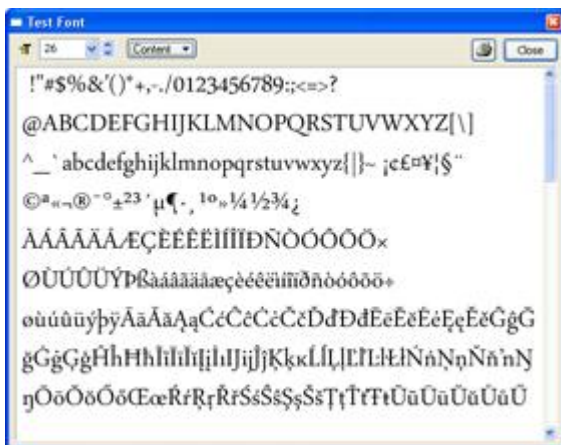 Test Font
26 Content Close
!"#$%&'()*+,-./0123456789:;<=>?
@ABCDEFGHIJKLMNOPQRSTUVWXYZ[\]
^_`abcdefghijklmnopqrstuvwxyz{|}~ ¡¢£¤¥¦§¨
©ª«¬®¯°±²³´µ¶·¸¹º»¼½¾¿
ÀÁÂÃÄÅÆÇÈÉÊËÌÍÎÏÐÑÒÓÔÕÖ×
ØÙÚÛÜÝÞßàáâãäåæçèéêëìíîïðñòóôõö÷
øùúûüýþÿĀāĂăĄąĆćĈĉĊċČčĎďĐđĒēĔĕĖėĘęĚěĜĝĞ
ğĠġĢģĤĥĦħĨĩĪīĬĭĮįİıĲĳĴĵĶķĸĹĺĻļĽľĿŀŁłŃńŅņŇňŉŊ
ŋŌōŎŏŐőŒœŔŕŖŗŘřŚśŜŝŞşŠšŢţŤťŦŧŨũŪūŬŭŮůŰ